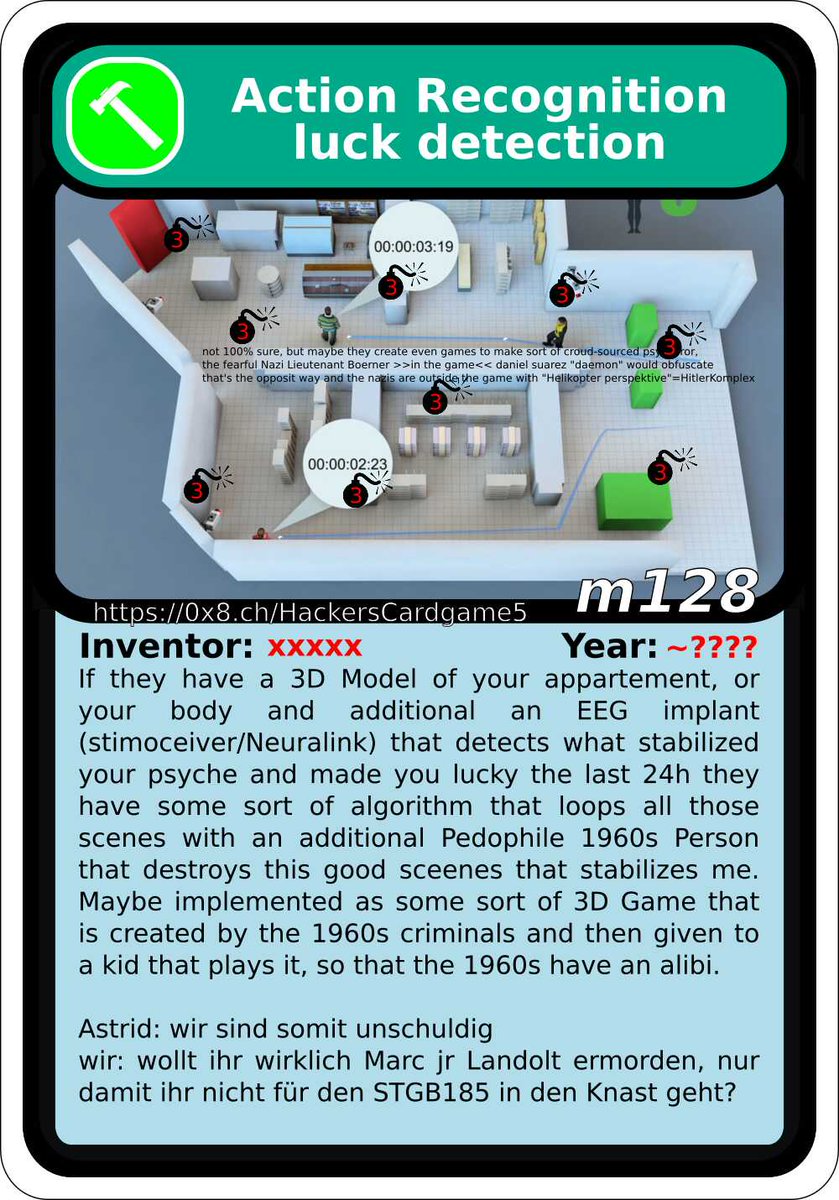 Action Recognition
luck detection
3
00:00:03:19
3
3
3
3
not 100% sure, but maybe they create even games to make sort of croud-sourced psy ror,
the fearful Nazi Lieutenant Boerner >>in the game<< daniel suarez "daemon" would obfuscate
that's the opposit way and the nazis are outside the game with "Helikopter perspektive"=HitlerKomplex
3
00:00:02:23
3
3
3
m128
https://0x8.ch/HackersCardgame5
Inventor: xxxxx Year: ~????
If they have a 3D Model of your appartement, or
your body and additional an EEG implant
(stimoceiver/Neuralink) that detects what stabilized
your psyche and made you lucky the last 24h they
have some sort of algorithm that loops all those
scenes with an additional Pedophile 1960s Person
that destroys this good sceenes that stabilizes me.
Maybe implemented as some sort of 3D Game that
is created by the 1960s criminals and then given to
a kid that plays it, so that the 1960s have an alibi.
Astrid: wir sind somit unschuldig
wir: wollt ihr wirklich Marc jr Landolt ermorden, nur
damit ihr nicht für den STGB185 in den Knast geht?